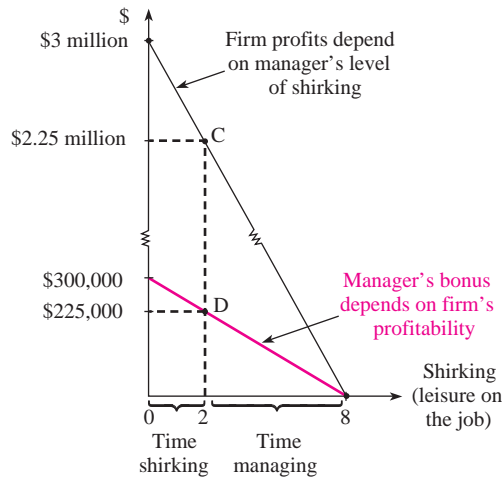 $
$3 million
Firm profits depend
on manager's level
of shirking
$2.25 million
C
$300,000
$225,000
D
Manager's bonus
depends on firm's
profitability
Shirking
(leisure on
the job)
0
2
8
Time
shirking
Time
managing